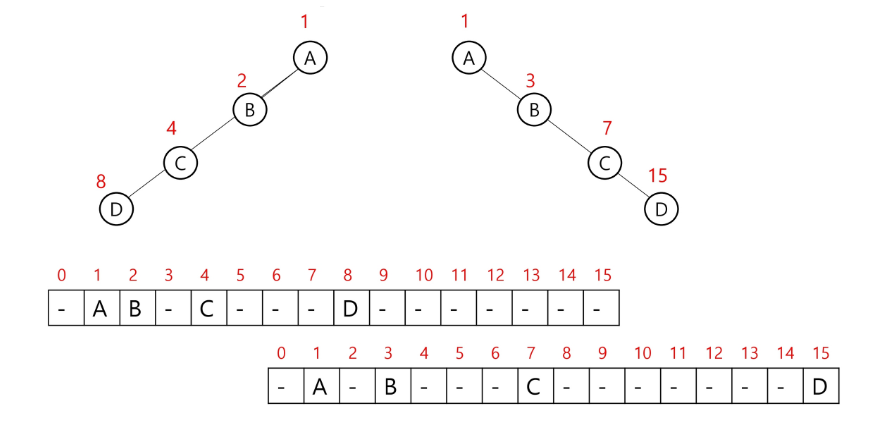 1 1
A A
2 3
B B
4 7
C C
8 15
D D
0 1 2 3 4 5 6 7 8 9 10 11 12 13 14 15
- A B - C - - - D - - - - - - -
0 1 2 3 4 5 6 7 8 9 10 11 12 13 14 15
- A - B - - - C - - - - - - - D